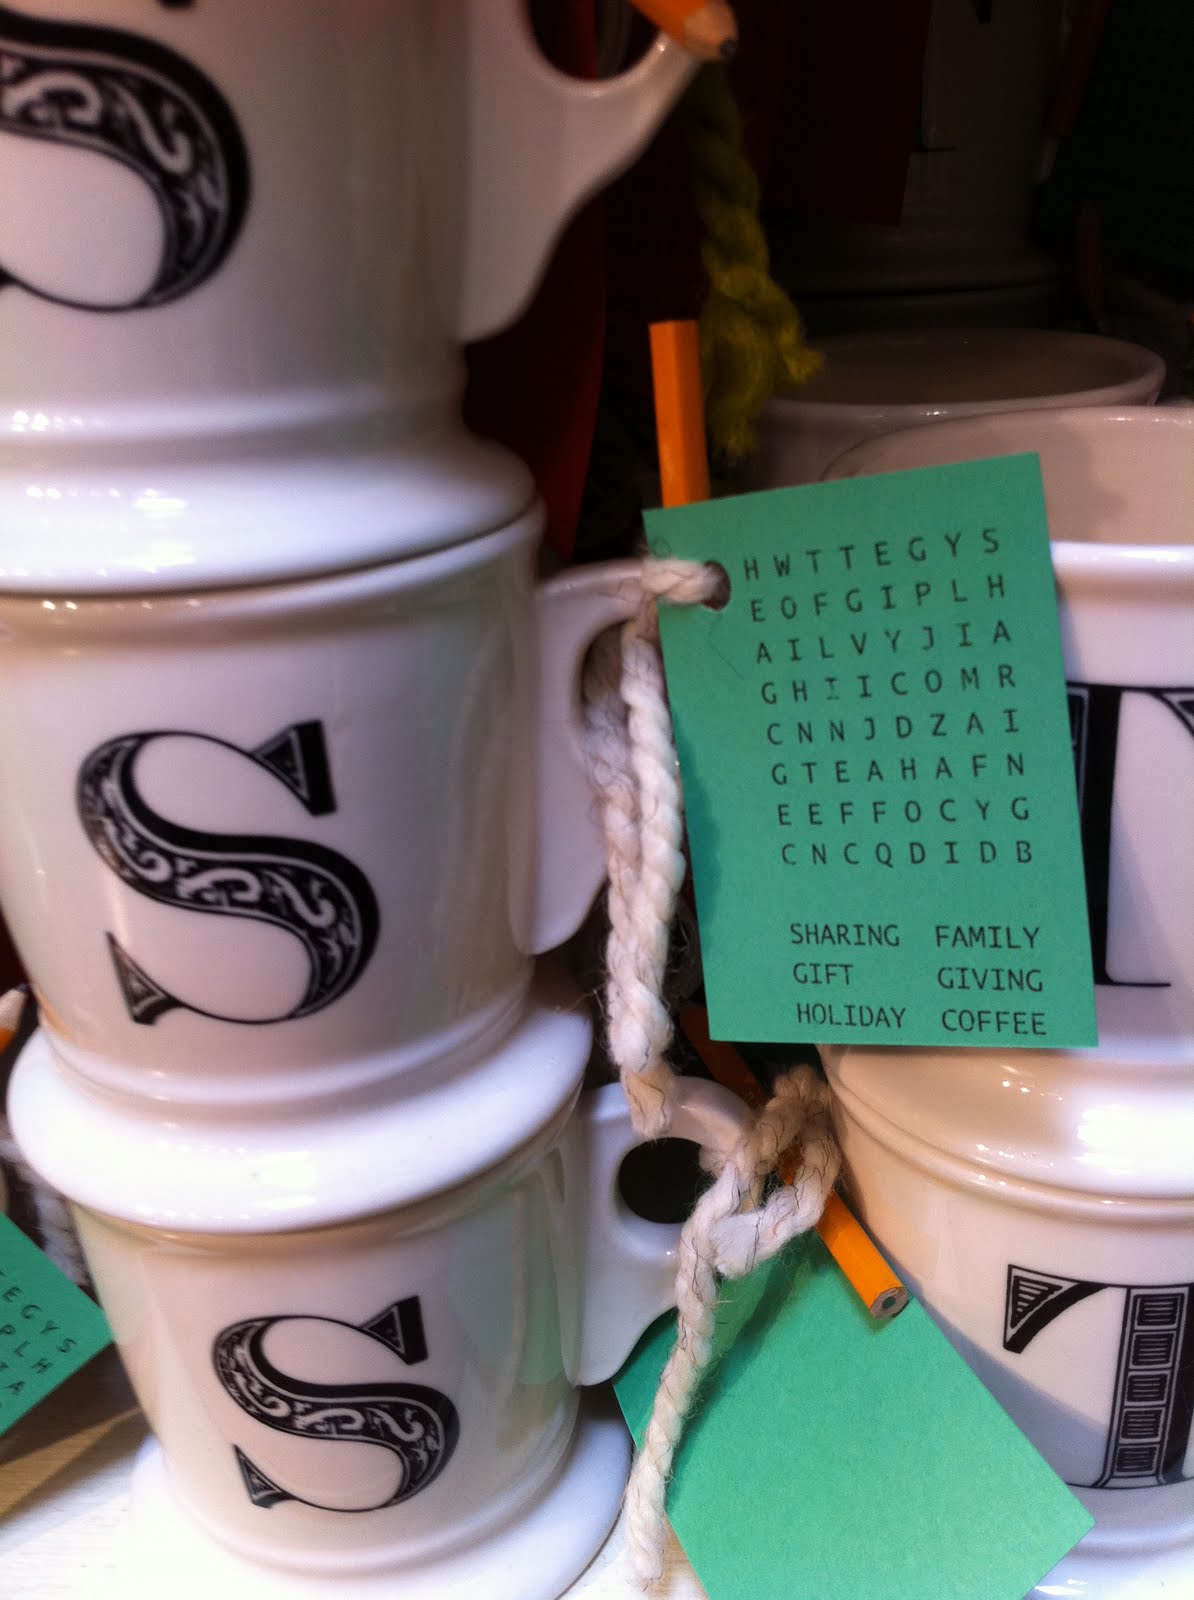 S
H W T T E G Y S
E O F G I P L H
A I L V Y J I A
G H I I C O M R
C N N J D Z A I
G T E A H A F N
E E F F O C Y G
C N C Q D I D B
SHARING FAMILY
GIFT GIVING
HOLIDAY COFFEE
S
T
S
T
E G Y S
P L H
I A